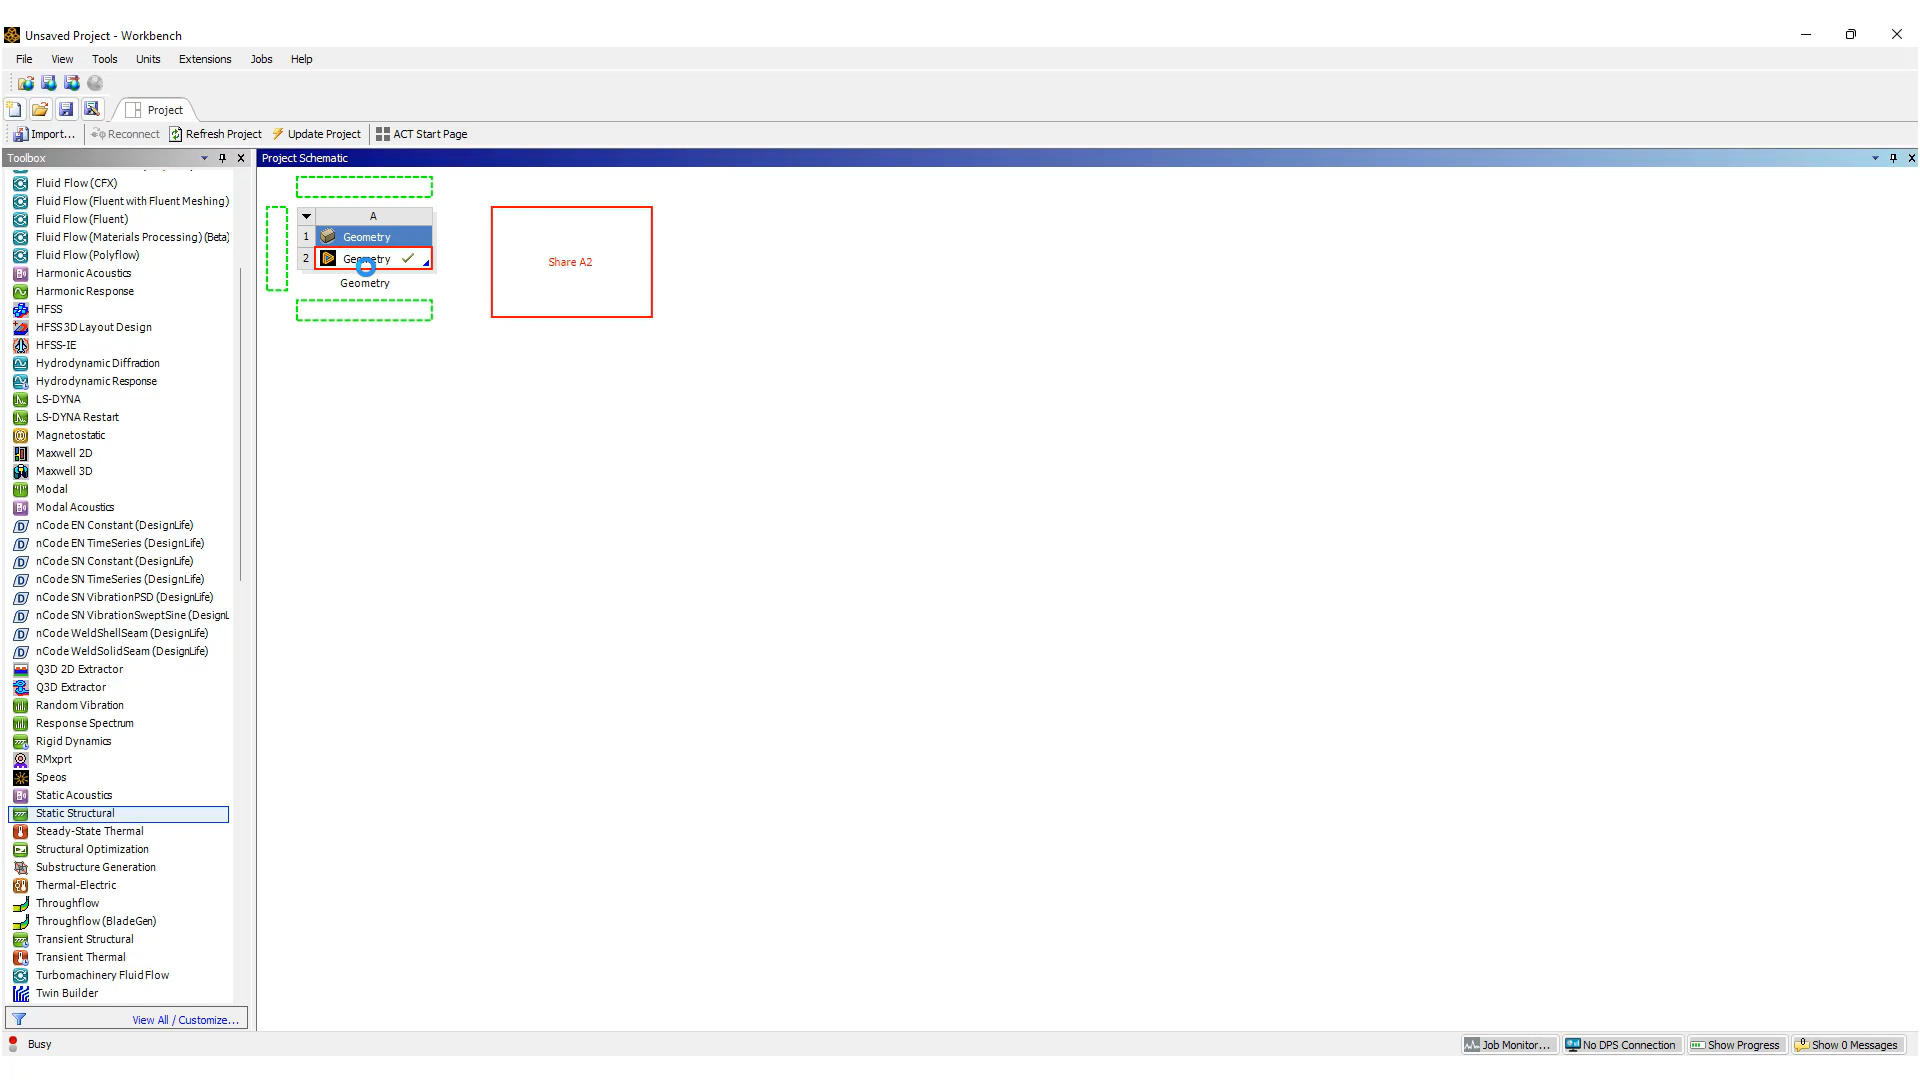 Unsaved Project - Workbench
File View Tools Units Extensions Jobs Help
Project
Import... Reconnect Refresh Project Update Project ACT Start Page
Toolbox
Project Schematic
Fluid Flow (CFX)
Fluid Flow (Fluent with Fluent Meshing)
Fluid Flow (Fluent)
Fluid Flow (Materials Processing) (Beta)
Fluid Flow (Polyflow)
Harmonic Acoustics
Harmonic Response
HFSS
HFSS 3D Layout Design
HFSS-IE
Hydrodynamic Diffraction
Hydrodynamic Response
LS-DYNA
LS-DYNA Restart
Magnetostatic
Maxwell 2D
Maxwell 3D
Modal
Modal Acoustics
nCode EN Constant (DesignLife)
nCode EN TimeSeries (DesignLife)
nCode SN Constant (DesignLife)
nCode SN TimeSeries (DesignLife)
nCode SN VibrationPSD (DesignLife)
nCode SN VibrationSweptSine (DesignL
nCode WeldShellSeam (DesignLife)
nCode WeldSolidSeam (DesignLife)
Q3D 2D Extractor
Q3D Extractor
Random Vibration
Response Spectrum
Rigid Dynamics
RMxprt
Speos
Static Acoustics
Static Structural
Steady-State Thermal
Structural Optimization
Substructure Generation
Thermal-Electric
Throughflow
Throughflow (BladeGen)
Transient Structural
Transient Thermal
Turbomachinery Fluid Flow
Twin Builder
View All / Customize...
A
1 Geometry
2 Geometry
Geometry
Share A2
Busy
Job Monitor... No DPS Connection Show Progress Show 0 Messages